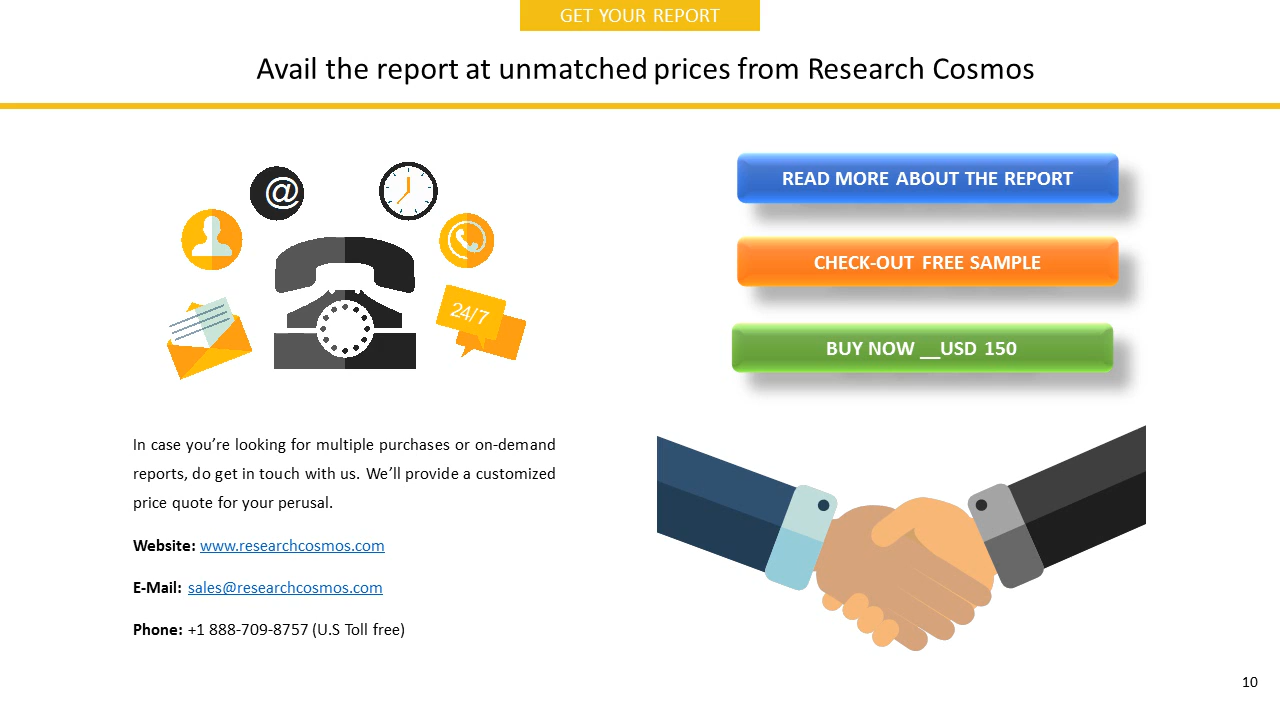 GET YOUR REPORT
Avail the report at unmatched prices from Research Cosmos
@
24/7
READ MORE ABOUT THE REPORT
CHECK-OUT FREE SAMPLE
BUY NOW __USD 150
In case you’re looking for multiple purchases or on-demand
reports, do get in touch with us. We’ll provide a customized
price quote for your perusal.
Website: www.researchcosmos.com
E-Mail: sales@researchcosmos.com
Phone: +1 888-709-8757 (U.S Toll free)
10